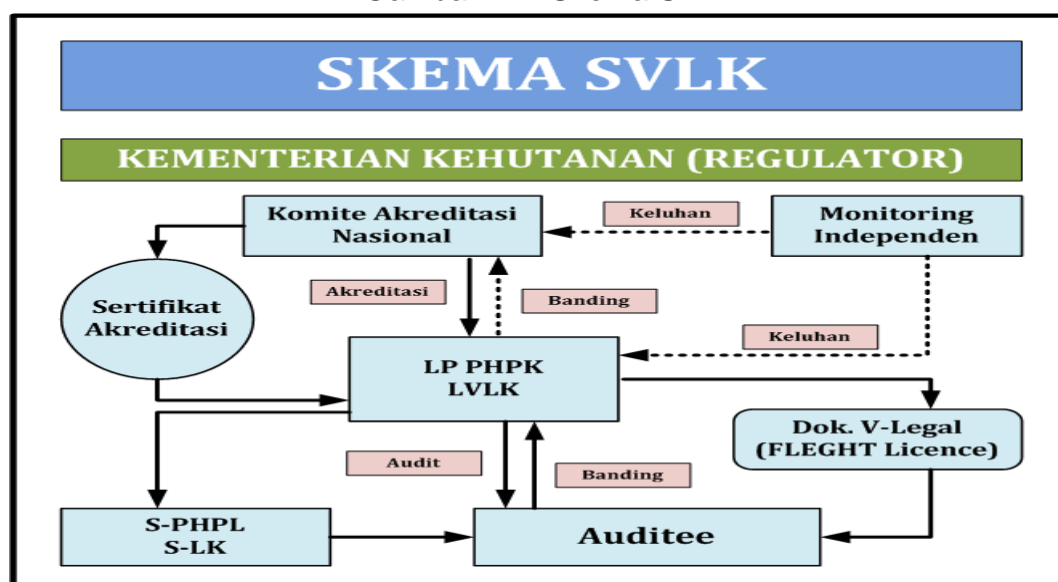 SKEMA SVLK
KEMENTERIAN KEHUTANAN (REGULATOR)
Komite Akreditasi
Nasional
Keluhan
Monitoring
Independen
Sertifikat
Akreditasi
Akreditasi
Banding
Keluhan
LP PHPK
LVLK
Dok. V-Legal
(FLEGHT Licence)
Audit
Banding
S-PHPL
S-LK
Auditee